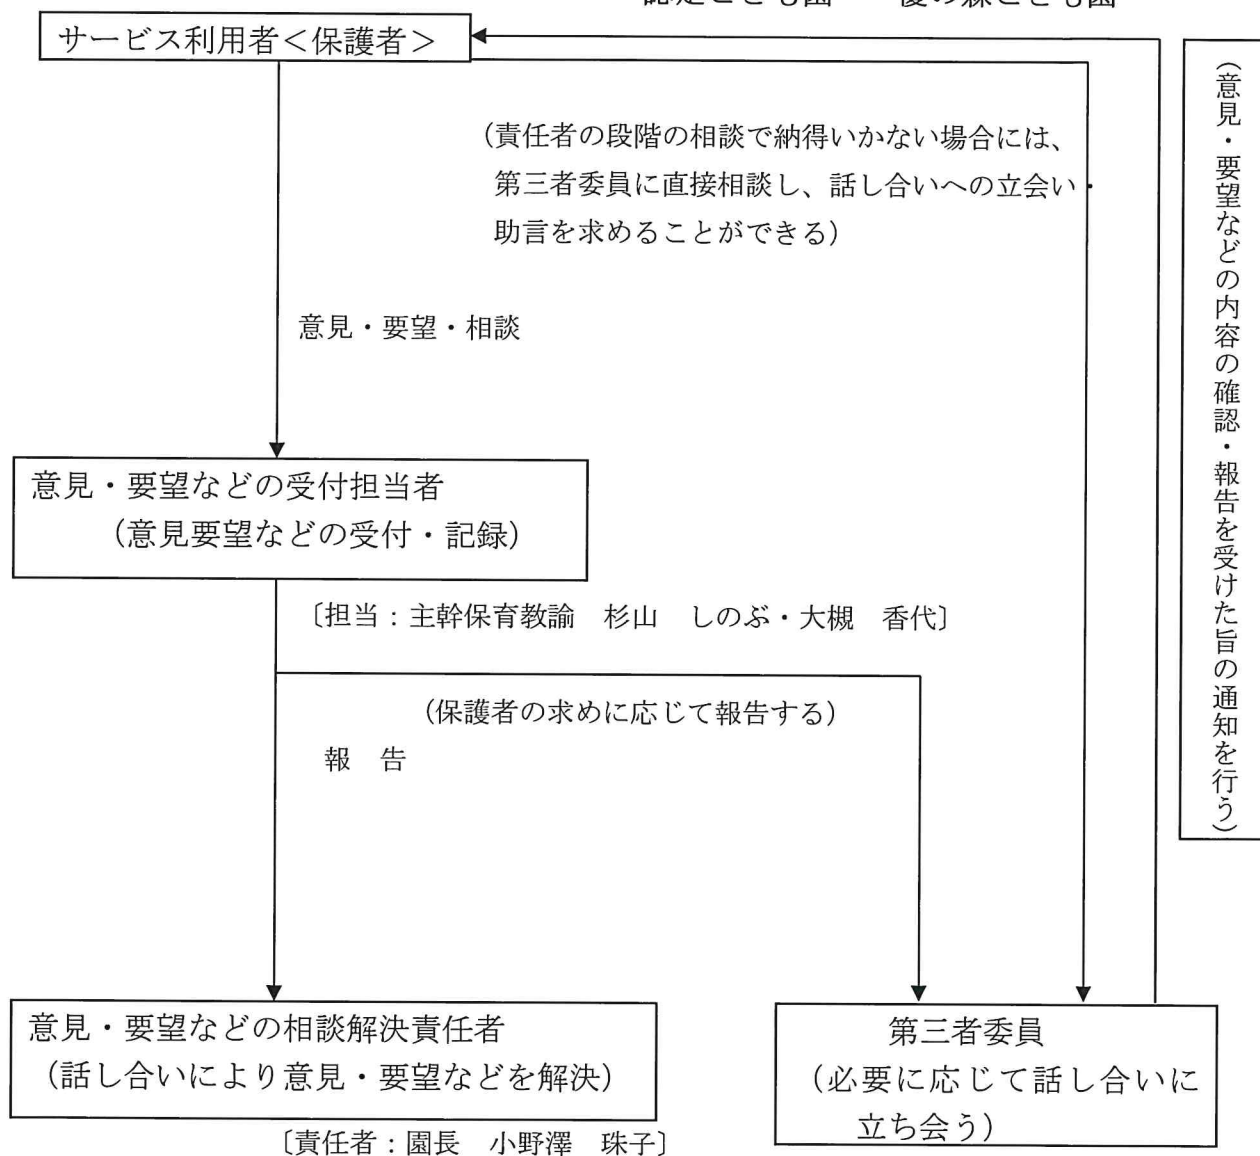 サービス利用者<保護者>
(責任者の段階の相談で納得いかない場合には、
第三者委員に直接相談し、話し合いへの立会い・
助言を求めることができる)
意見・要望・相談
意見・要望などの受付担当者
(意見要望などの受付・記録)
〔担当:主幹保育教諭 杉山 しのぶ・大槻 香代〕
(保護者の求めに応じて報告する)
報 告
意見・要望などの相談解決責任者
(話し合いにより意見・要望などを解決)
〔責任者:園長 小野澤 珠子〕
第三者委員
(必要に応じて話し合いに
立ち会う)
(意見・要望などの内容の確認・報告を受けた旨の通知を行う)